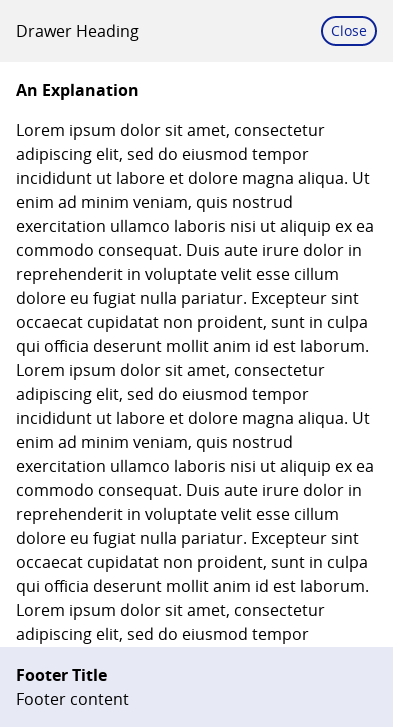 Drawer Heading
Close
An Explanation
Lorem ipsum dolor sit amet, consectetur
adipiscing elit, sed do eiusmod tempor
incididunt ut labore et dolore magna aliqua. Ut
enim ad minim veniam, quis nostrud
exercitation ullamco laboris nisi ut aliquip ex ea
commodo consequat. Duis aute irure dolor in
reprehenderit in voluptate velit esse cillum
dolore eu fugiat nulla pariatur. Excepteur sint
occaecat cupidatat non proident, sunt in culpa
qui officia deserunt mollit anim id est laborum.
Lorem ipsum dolor sit amet, consectetur
adipiscing elit, sed do eiusmod tempor
incididunt ut labore et dolore magna aliqua. Ut
enim ad minim veniam, quis nostrud
exercitation ullamco laboris nisi ut aliquip ex ea
commodo consequat. Duis aute irure dolor in
reprehenderit in voluptate velit esse cillum
dolore eu fugiat nulla pariatur. Excepteur sint
occaecat cupidatat non proident, sunt in culpa
qui officia deserunt mollit anim id est laborum.
Lorem ipsum dolor sit amet, consectetur
adipiscing elit, sed do eiusmod tempor
Footer Title
Footer content